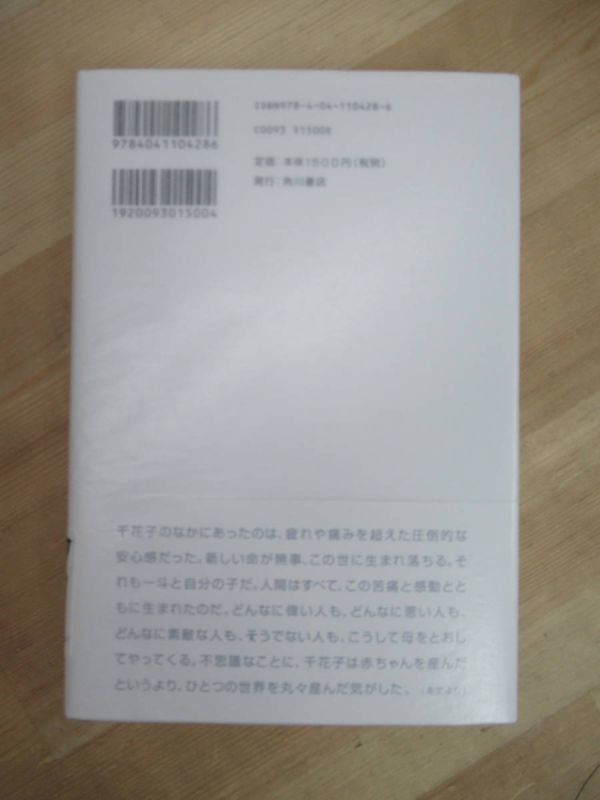 ISBN978-4-04-110428-6
9784041104286
C0093 ¥1500E
定価:本体1500円(税別)
発行:角川書店
1920093015004
千花子のなかにあったのは、疲れや痛みを超えた圧倒的な
安心感だった。新しい命が無事、この世に生まれ落ちる。そ
れも一斗と自分の子だ。人間はすべて、この苦痛と感動とと
もに生まれたのだ。どんなに偉い人も、どんなに悪い人も、
どんなに素敵な人も、そうでない人も、こうして母をとおし
てやってくる。不思議なことに、千花子は赤ちゃんを産んだ
というより、ひとつの世界を丸々産んだ気がした。(本文より)